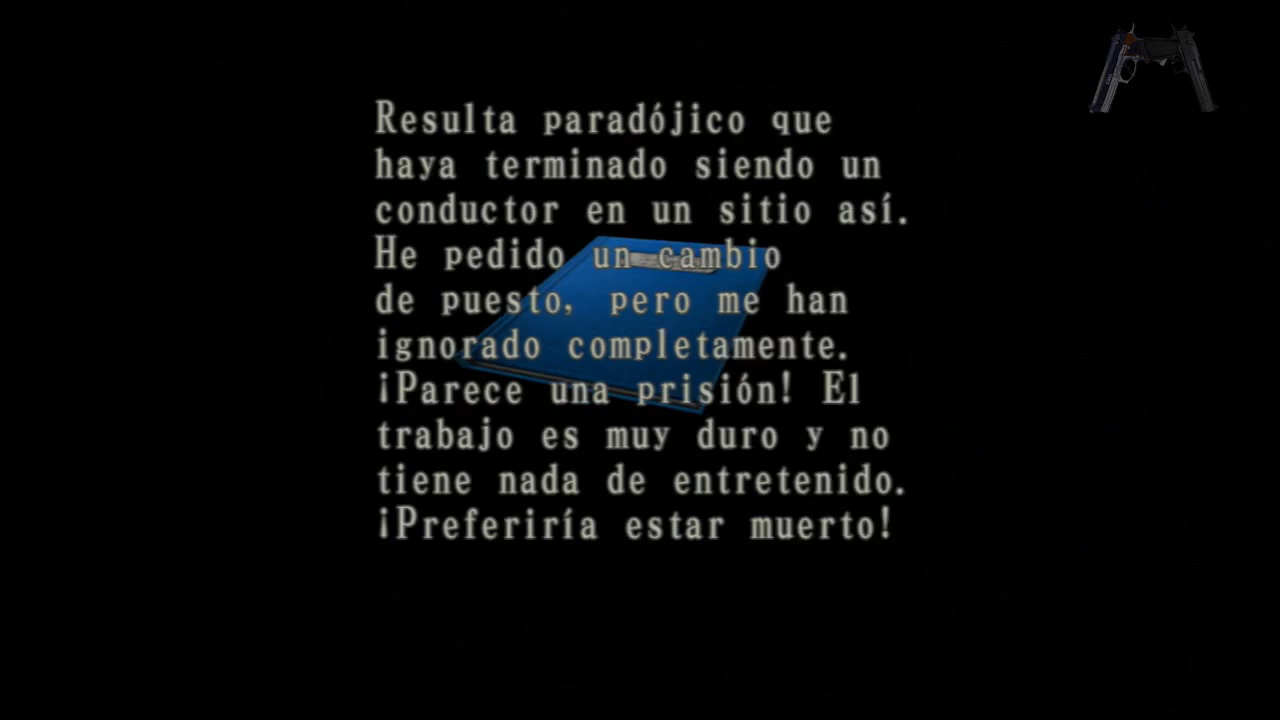 Resulta paradójico que
haya terminado siendo un
conductor en un sitio así.
He pedido un cambio
de puesto, pero me han
ignorado completamente.
¡Parece una prisión! El
trabajo es muy duro y no
tiene nada de entretenido.
¡Preferiría estar muerto!